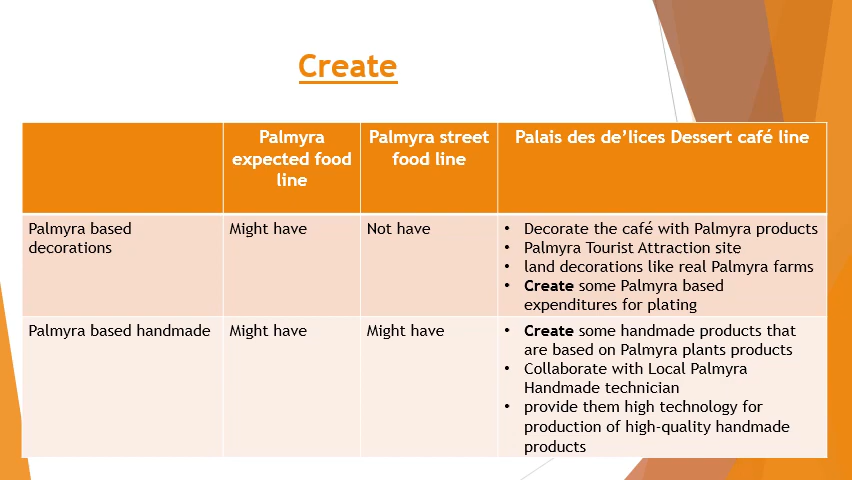 Create
Palmyra
expected food
line
Palmyra street
food line
Palais des de’lices Dessert café line
Palmyra based
decorations
Might have
Not have
• Decorate the café with Palmyra products
• Palmyra Tourist Attraction site
• land decorations like real Palmyra farms
• Create some Palmyra based
expenditures for plating
Palmyra based handmade
Might have
Might have
• Create some handmade products that
are based on Palmyra plants products
• Collaborate with Local Palmyra
Handmade technician
• provide them high technology for
production of high-quality handmade
products